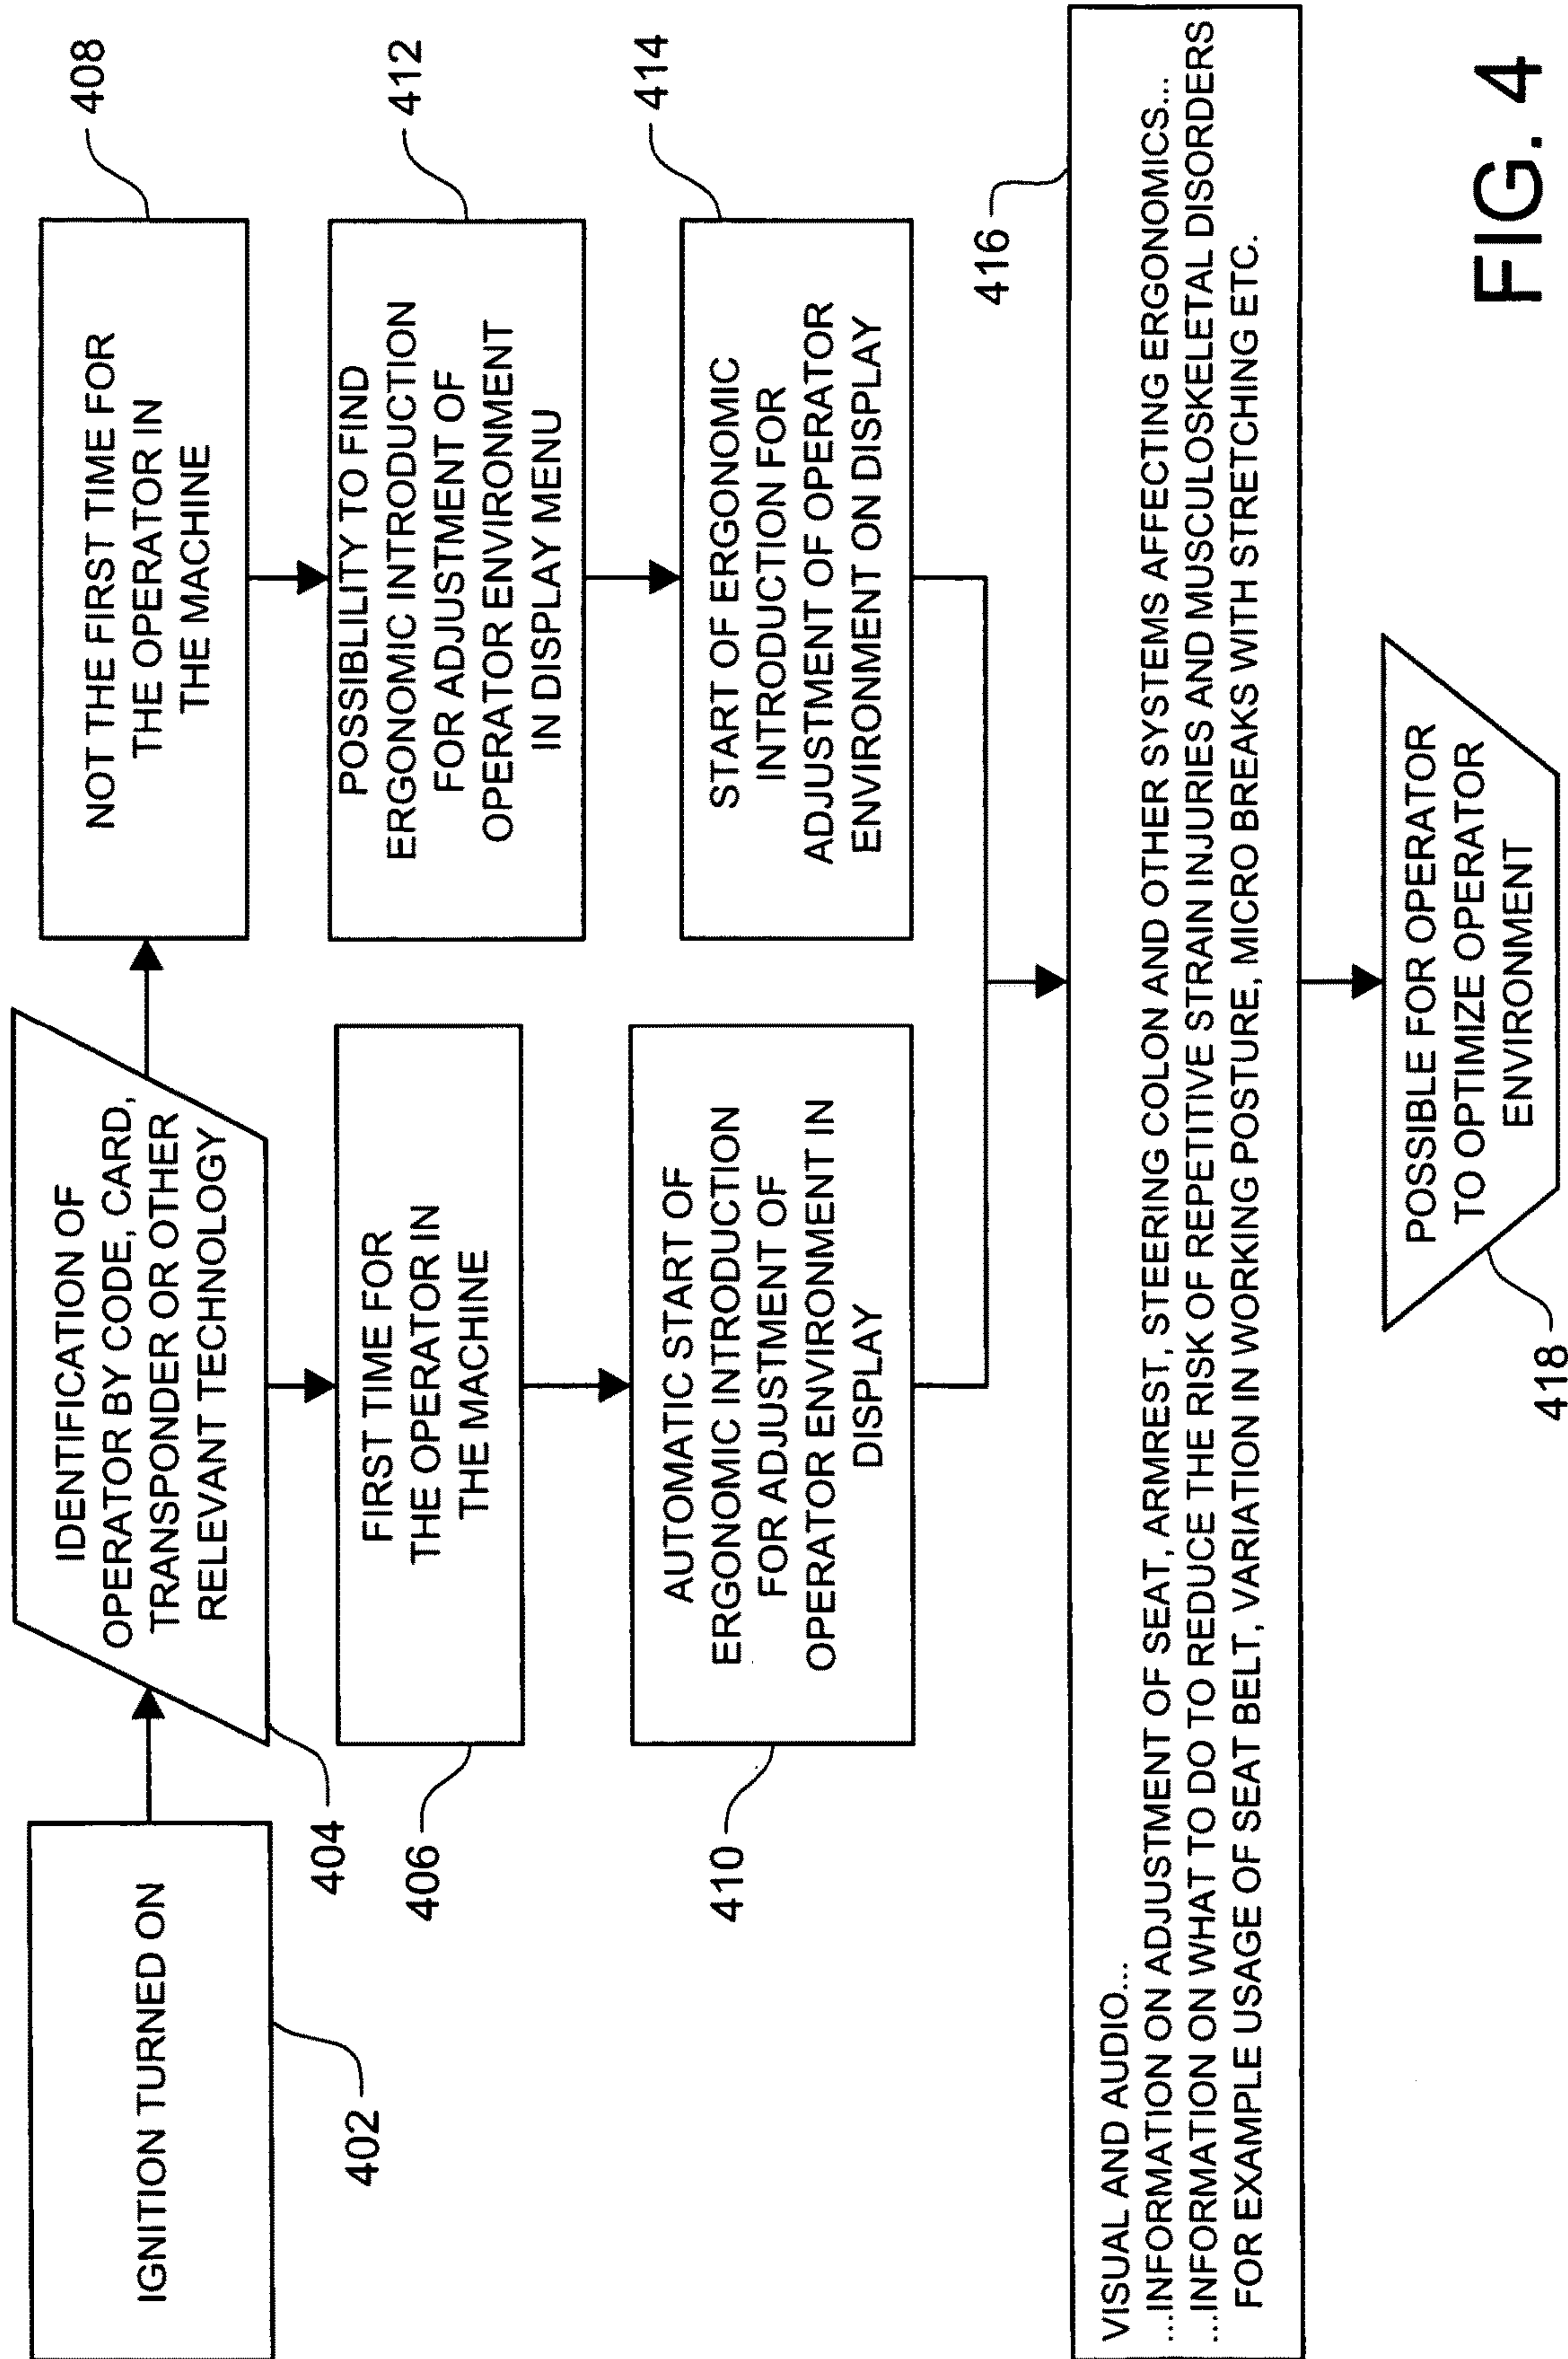 IGNITION TURNED ON
402
IDENTIFICATION OF
OPERATOR BY CODE, CARD,
TRANSPONDER OR OTHER
RELEVANT TECHNOLOGY
404
NOT THE FIRST TIME FOR
THE OPERATOR IN
THE MACHINE
408
FIRST TIME FOR
THE OPERATOR IN
THE MACHINE
406
POSSIBLILITY TO FIND
ERGONOMIC INTRODUCTION
FOR ADJUSTMENT OF
OPERATOR ENVIRONMENT
IN DISPLAY MENU
412
AUTOMATIC START OF
ERGONOMIC INTRODUCTION
FOR ADJUSTMENT OF
OPERATOR ENVIRONMENT IN
DISPLAY
410
START OF ERGONOMIC
INTRODUCTION FOR
ADJUSTMENT OF OPERATOR
ENVIRONMENT ON DISPLAY
414
416
VISUAL AND AUDIO...
...INFORMATION ON ADJUSTMENT OF SEAT, ARMREST, STEERING COLON AND OTHER SYSTEMS AFFECTING ERGONOMICS...
...INFORMATION ON WHAT TO DO TO REDUCE THE RISK OF REPETITIVE STRAIN INJURIES AND MUSCULOSKELETAL DISORDERS
FOR EXAMPLE USAGE OF SEAT BELT, VARIATION IN WORKING POSTURE, MICRO BREAKS WITH STRETCHING ETC.
POSSIBLE FOR OPERATOR
TO OPTIMIZE OPERATOR
ENVIRONMENT
418
FIG. 4